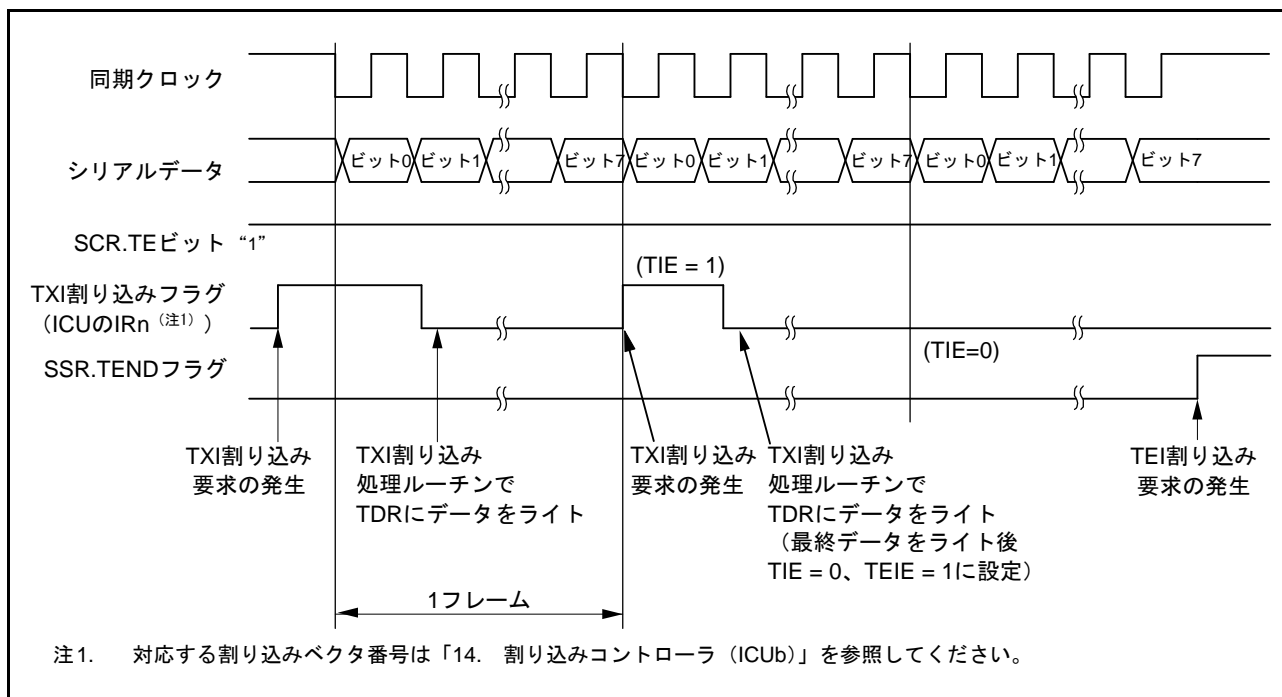 同期クロック
シリアルデータ
ビット0 ビット1 ビット7 ビット0 ビット1 ビット7 ビット0 ビット1 ビット7
SCR.TEビット “1”
(TIE = 1)
TXI割り込みフラグ
（ICUのIRn（注1））
(TIE=0)
SSR.TENDフラグ
TXI割り込み
要求の発生
TXI割り込み
処理ルーチンで
TDRにデータをライト
TXI割り込み
要求の発生
TXI割り込み
処理ルーチンで
TDRにデータをライト
（最終データをライト後
TIE = 0、TEIE = 1に設定）
TEI割り込み
要求の発生
1フレーム
注1. 対応する割り込みベクタ番号は「14. 割り込みコントローラ（ICUb）」を参照してください。